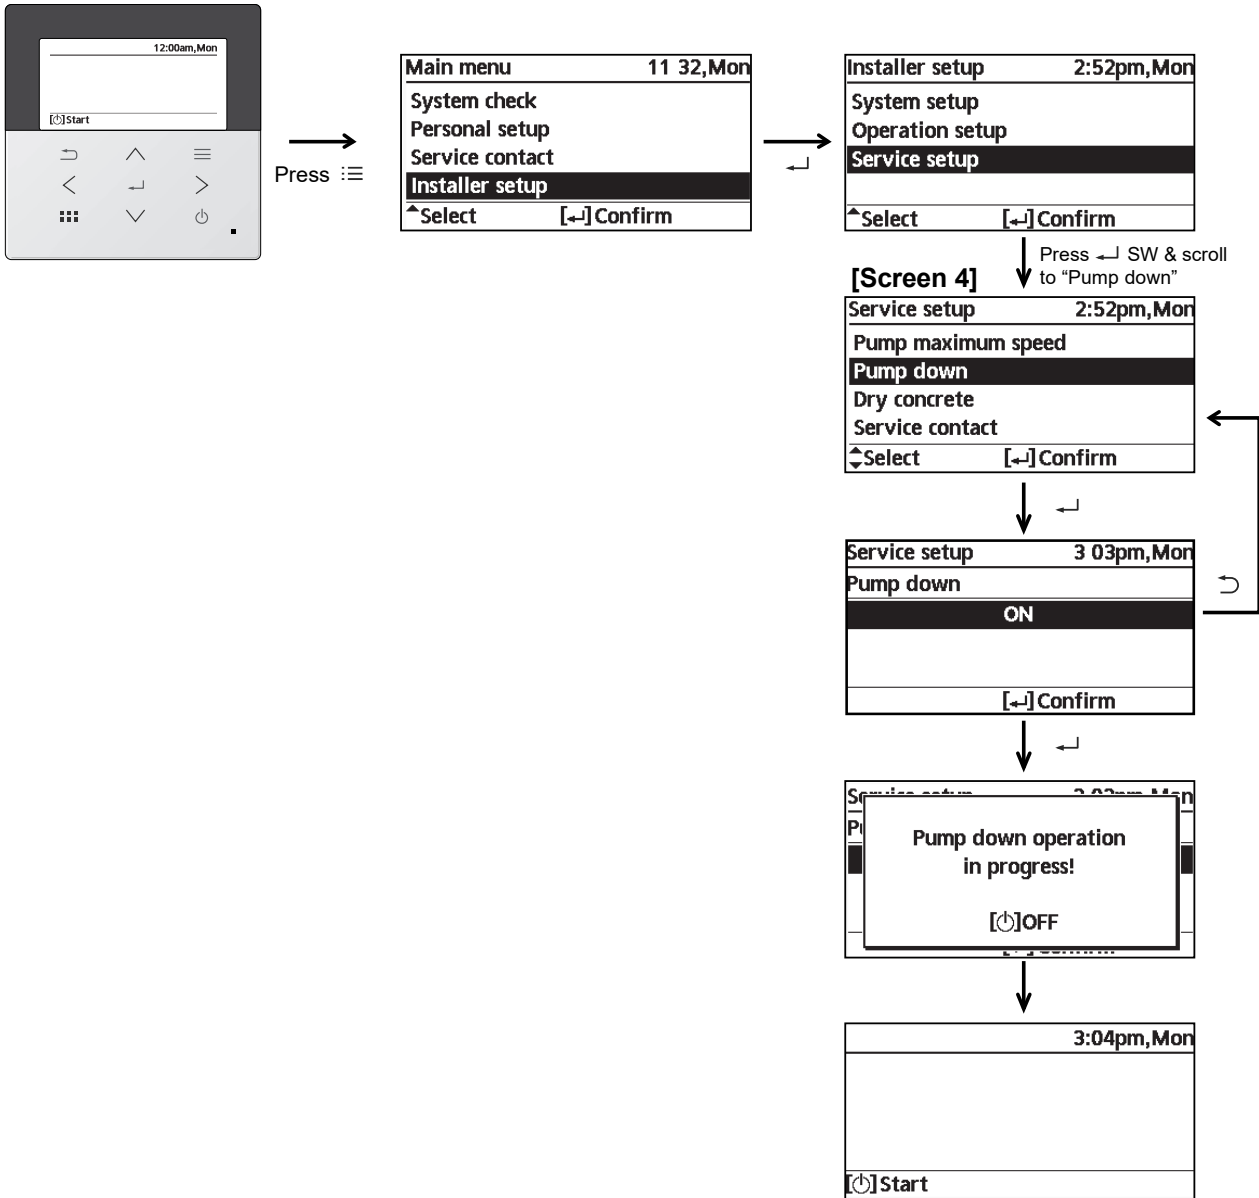 12:00am,Mon
[⏻]Start
Press
Main menu 11 32,Mon
System check
Personal setup
Service contact
Installer setup
Select [↵]Confirm
Installer setup 2:52pm,Mon
System setup
Operation setup
Service setup
Select [↵]Confirm
Press ↵ SW & scroll
to “Pump down”
[Screen 4]
Service setup 2:52pm,Mon
Pump maximum speed
Pump down
Dry concrete
Service contact
Select [↵]Confirm
Service setup 3 03pm,Mon
Pump down
ON
[↵]Confirm
Pump down operation
in progress!
[⏻]OFF
3:04pm,Mon
[⏻]Start